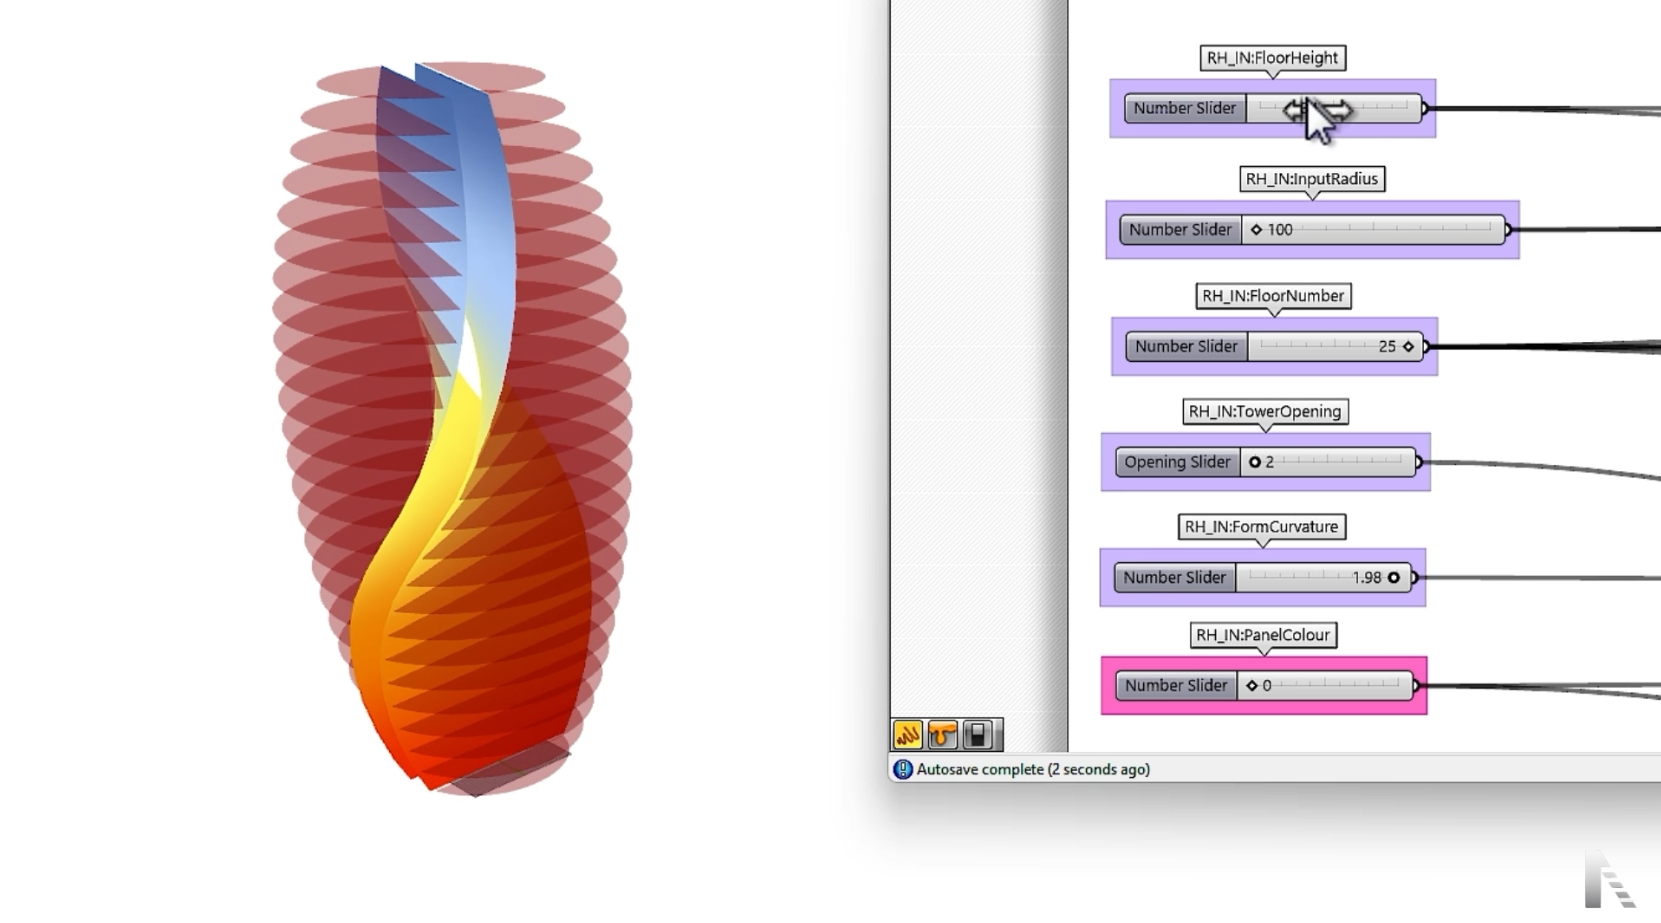 RH_IN:FloorHeight
Number Slider
RH_IN:InputRadius
Number Slider 100
RH_IN:FloorNumber
Number Slider 25
RH_IN:TowerOpening
Opening Slider 2
RH_IN:FormCurvature
Number Slider 1.98
RH_IN:PanelColour
Number Slider 0
Autosave complete (2 seconds ago)